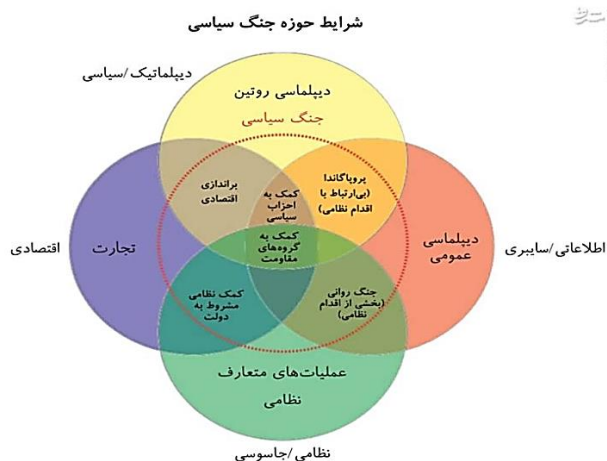 شرایط حوزه جنگ سیاسی
مشرق
دیپلماتیک/سیاسی
دیپلماسی روتین
جنگ سیاسی
پروپاگاندا
(بی‌ارتباط با
اقدام نظامی)
کمک به
احزاب
سیاسی
براندازی
اقتصادی
اطلاعاتی/سایبری
دیپلماسی
عمومی
کمک به
گروه‌های
مقاومت
تجارت
اقتصادی
جنگ روانی
(بخشی از اقدام
نظامی)
کمک نظامی
مشروط به
دولت
عملیات‌های متعارف
نظامی
نظامی/جاسوسی